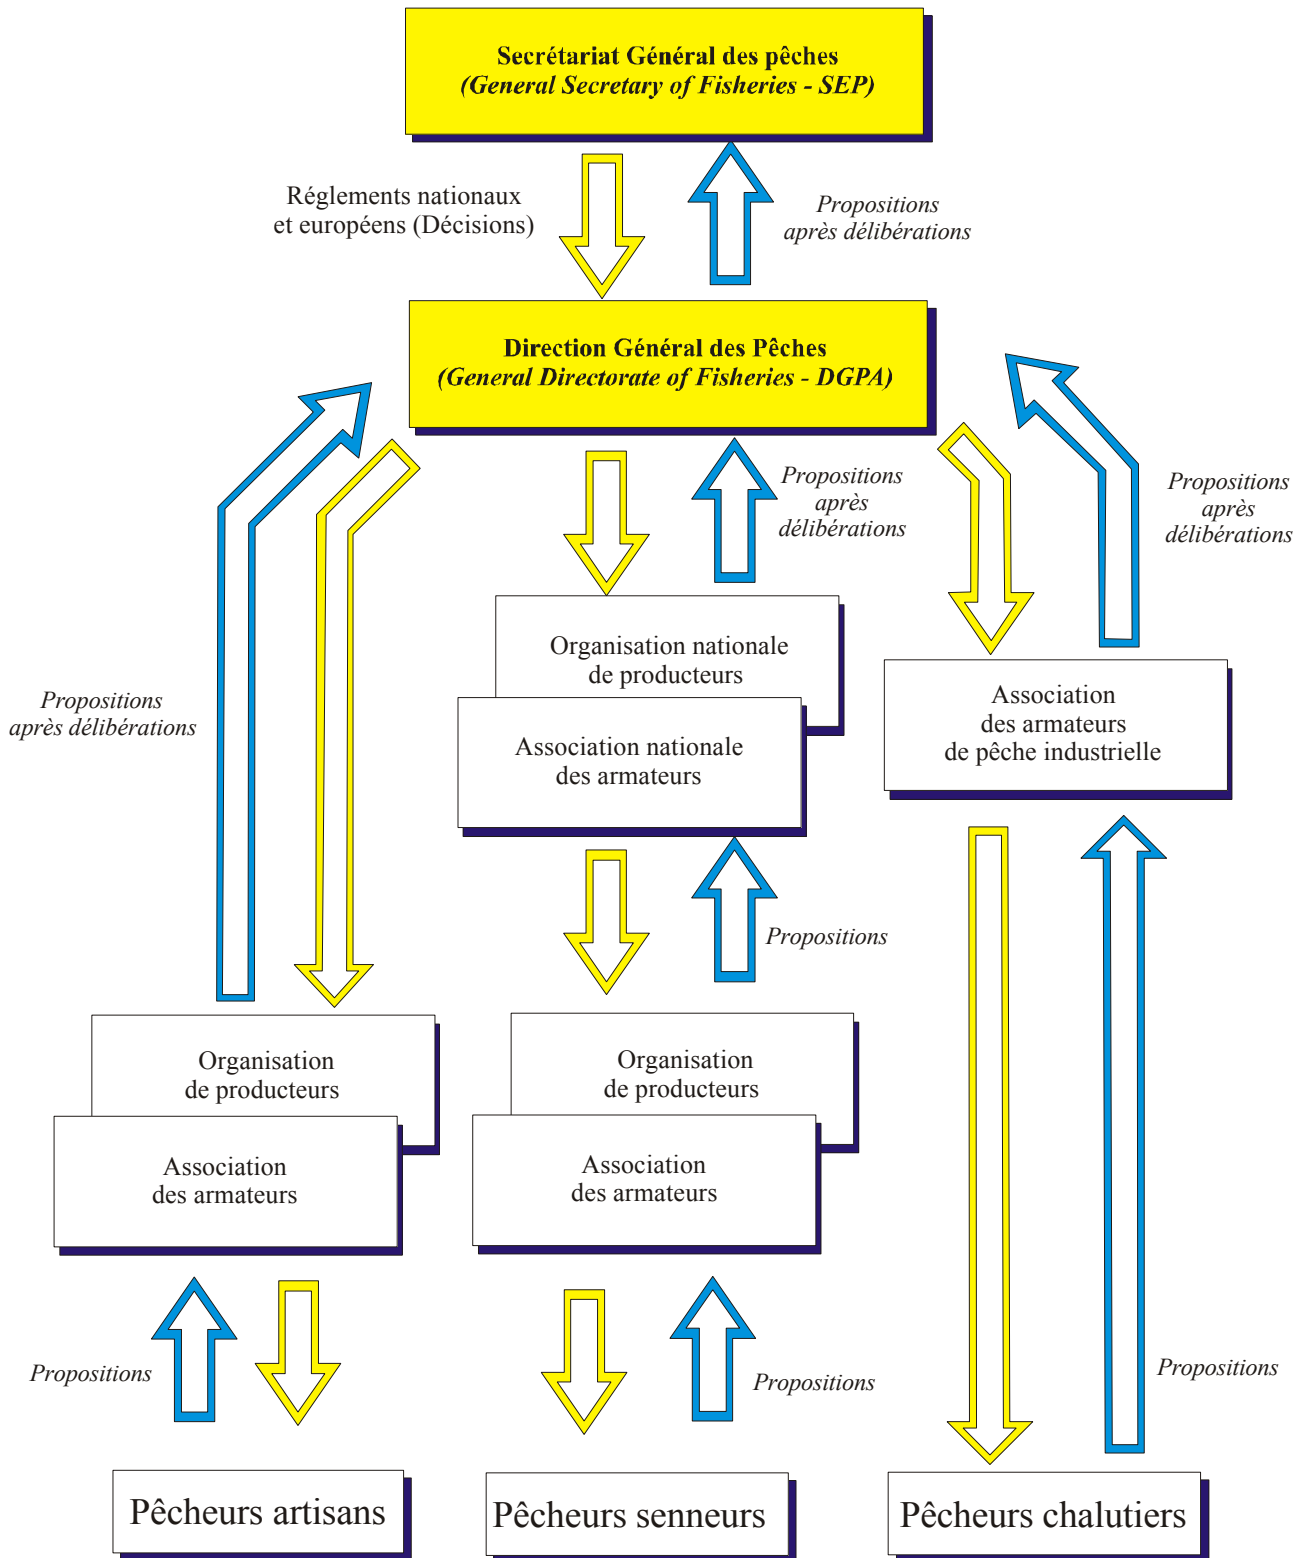 Secrétariat Général des pêches
(General Secretary of Fisheries - SEP)
Réglements nationaux
et européens (Décisions)
Propositions
après délibérations
Direction Général des Pêches
(General Directorate of Fisheries - DGPA)
Propositions
après
délibérations
Propositions
après
délibérations
Organisation nationale
de producteurs
Association nationale
des armateurs
Association
des armateurs
de pêche industrielle
Propositions
après délibérations
Propositions
Organisation
de producteurs
Association
des armateurs
Organisation
de producteurs
Association
des armateurs
Propositions
Propositions
Propositions
Pêcheurs artisans
Pêcheurs senneurs
Pêcheurs chalutiers